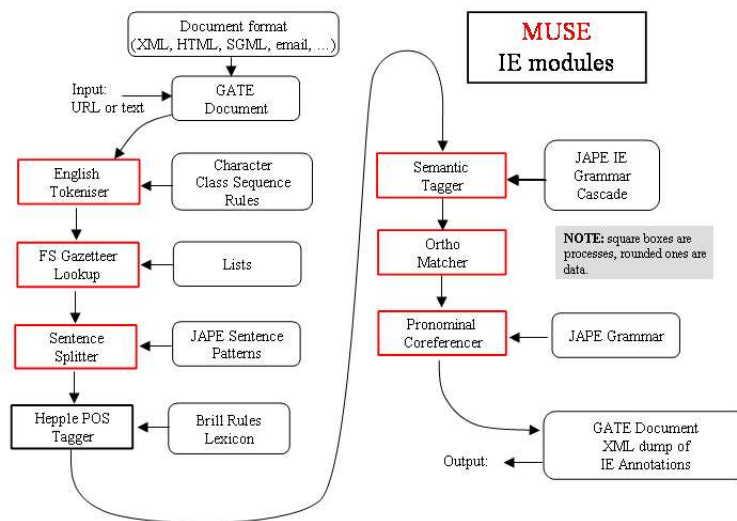 Document format
(XML, HTML, SGML, email, ...)
Input:
URL or text
GATE
Document
English
Tokeniser
Character
Class Sequence
Rules
FS Gazetteer
Lookup
Lists
Sentence
Splitter
JAPE Sentence
Patterns
Hepple POS
Tagger
Brill Rules
Lexicon
MUSE
IE modules
Semantic
Tagger
JAPE IE
Grammar
Cascade
Ortho
Matcher
NOTE: square boxes are
processes, rounded ones are
data.
Pronominal
Coreferencer
JAPE Grammar
GATE Document
XML dump of
IE Annotations
Output: